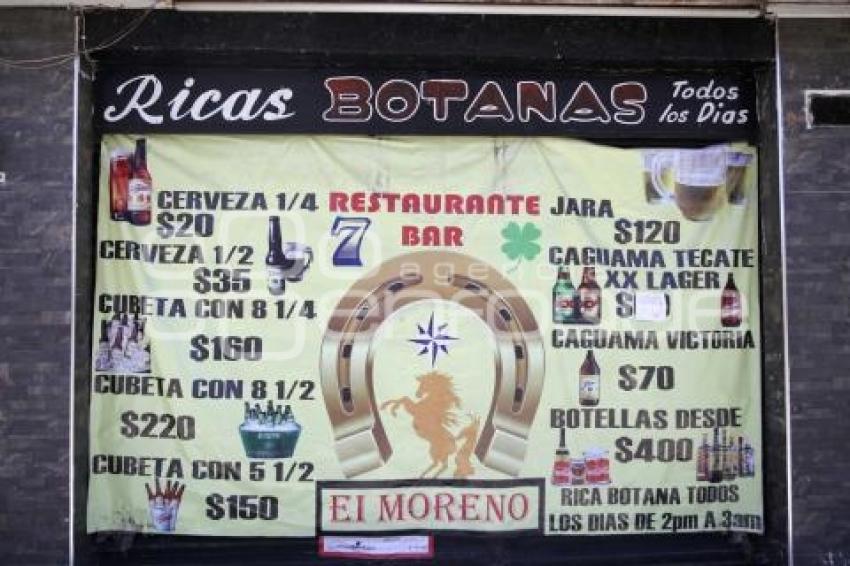 Ricas BOTANAS Todos
los Dias
CERVEZA 1/4
$20
CERVEZA 1/2
$35
CUBETA CON 8 1/4
$160
CUBETA CON 8 1/2
$220
CUBETA CON 5 1/2
$150
RESTAURANTE
7
BAR
El MORENO
JARA
$120
CAGUAMA TECATE
XX LAGER
$
CAGUAMA VICTORIA
$70
BOTELLAS DESDE
$400
RICA BOTANA TODOS
LOS DIAS DE 2pm A 3am